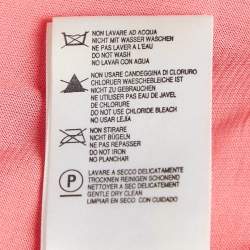 NON LAVARE AD ACQUA
NICHT MIT WASSER WASCHEN
NE PAS LAVER A L'EAU
DO NOT WASH
NO LAVAR CON AGUA
NON USARE CANDEGGINA DI CLORURO
CHLORUER WAESCHEBLEICHE IST
NICHT ZU GEBRAUCHEN
NE UTILISER PAS EAU DE JAVEL
DE CHLORURE
DO NOT USE CHLORIDE BLEACH
NO USAR LEJIA
NON STIRARE
NICHT BÜGELN
NE PAS REPASSER
DO NOT IRON
NO PLANCHAR
P
LAVARE A SECCO DELICATAMENTE
TROCKNEN REINIGEN SCHONEND
NETTOYER A SEC DELICATAMENTE
GENTLE DRY CLEAN
LIMPIAR EN SECO CON CUIDADO